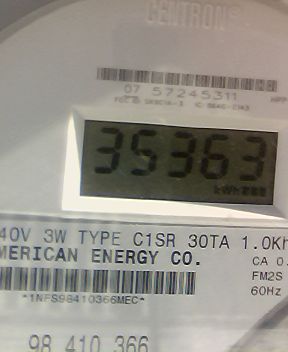 CENTRON®
07 57245311
35363
kWh
40V 3W TYPE C1SR 30TA 1.0Kh
MERICAN ENERGY CO.
CA 0.
FM2S
60Hz
*1NFS98410366MEC*
98 410 366